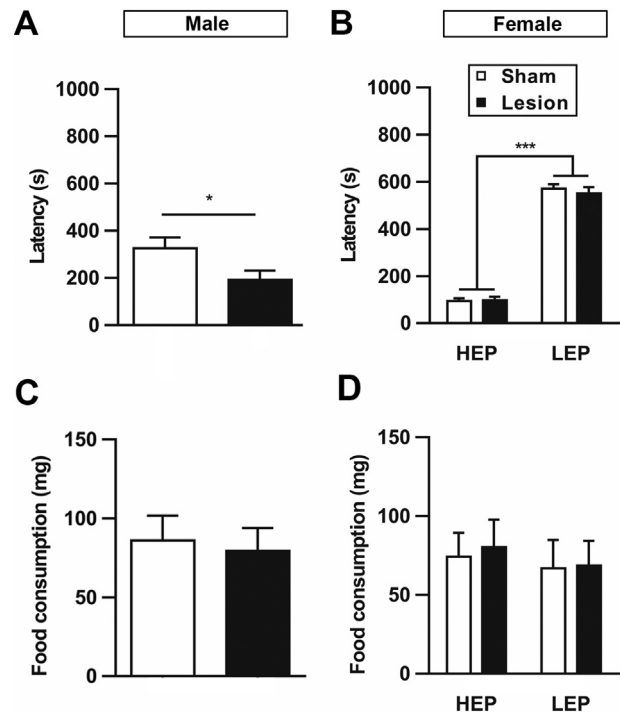 A
Male
B
Female
Sham
Lesion
Latency (s)
1000
800
600
400
200
0
*
Latency (s)
1000
800
600
400
200
0
***
HEP
LEP
C
D
Food consumption (mg)
150
100
50
0
Food consumption (mg)
150
100
50
0
HEP
LEP